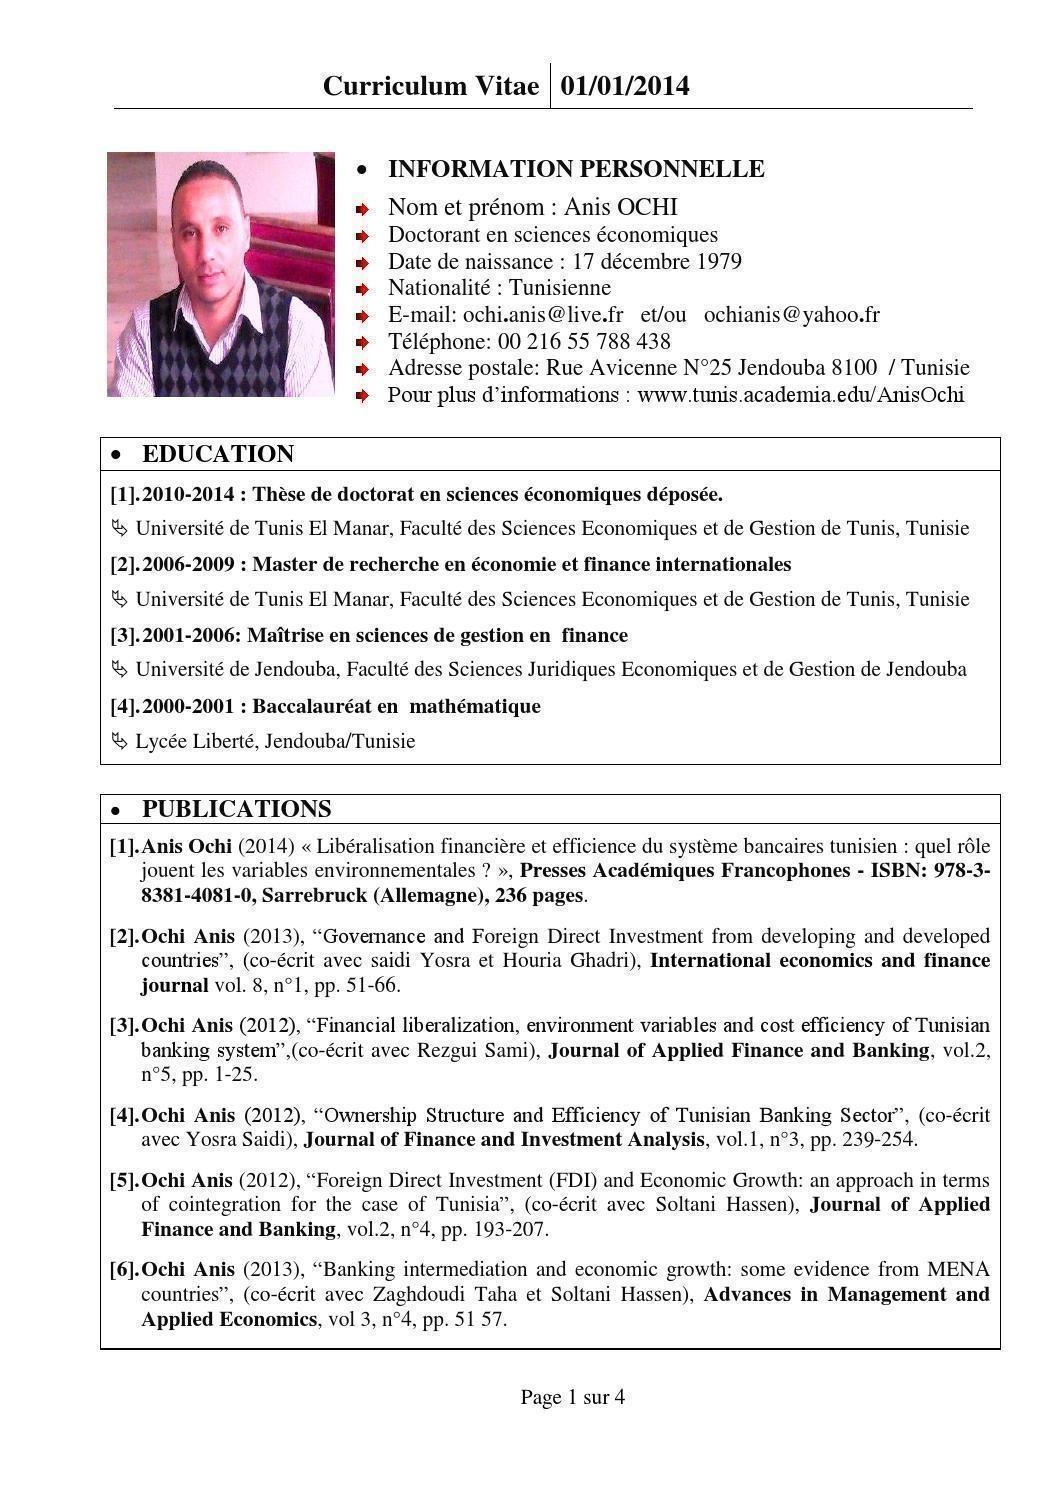 Curriculum Vitae 01/01/2014
• INFORMATION PERSONNELLE
Nom et prénom : Anis OCHI
Doctorant en sciences économiques
Date de naissance : 17 décembre 1979
Nationalité : Tunisienne
E-mail: ochi.anis@live.fr et/ou ochianis@yahoo.fr
Téléphone: 00 216 55 788 438
Adresse postale: Rue Avicenne N°25 Jendouba 8100 / Tunisie
Pour plus d’informations : www.tunis.academia.edu/AnisOchi
• EDUCATION
[1].2010-2014 : Thèse de doctorat en sciences économiques déposée.
Université de Tunis El Manar, Faculté des Sciences Economiques et de Gestion de Tunis, Tunisie
[2].2006-2009 : Master de recherche en économie et finance internationales
Université de Tunis El Manar, Faculté des Sciences Economiques et de Gestion de Tunis, Tunisie
[3].2001-2006: Maîtrise en sciences de gestion en finance
Université de Jendouba, Faculté des Sciences Juridiques Economiques et de Gestion de Jendouba
[4].2000-2001 : Baccalauréat en mathématique
Lycée Liberté, Jendouba/Tunisie
• PUBLICATIONS
[1].Anis Ochi (2014) « Libéralisation financière et efficience du système bancaires tunisien : quel rôle
jouent les variables environnementales ? », Presses Académiques Francophones - ISBN: 978-3-
8381-4081-0, Sarrebruck (Allemagne), 236 pages.
[2].Ochi Anis (2013), “Governance and Foreign Direct Investment from developing and developed
countries”, (co-écrit avec saidi Yosra et Houria Ghadri), International economics and finance
journal vol. 8, n°1, pp. 51-66.
[3].Ochi Anis (2012), “Financial liberalization, environment variables and cost efficiency of Tunisian
banking system”,(co-écrit avec Rezgui Sami), Journal of Applied Finance and Banking, vol.2,
n°5, pp. 1-25.
[4].Ochi Anis (2012), “Ownership Structure and Efficiency of Tunisian Banking Sector”, (co-écrit
avec Yosra Saidi), Journal of Finance and Investment Analysis, vol.1, n°3, pp. 239-254.
[5].Ochi Anis (2012), “Foreign Direct Investment (FDI) and Economic Growth: an approach in terms
of cointegration for the case of Tunisia”, (co-écrit avec Soltani Hassen), Journal of Applied
Finance and Banking, vol.2, n°4, pp. 193-207.
[6].Ochi Anis (2013), “Banking intermediation and economic growth: some evidence from MENA
countries”, (co-écrit avec Zaghdoudi Taha et Soltani Hassen), Advances in Management and
Applied Economics, vol 3, n°4, pp. 51 57.
Page 1 sur 4